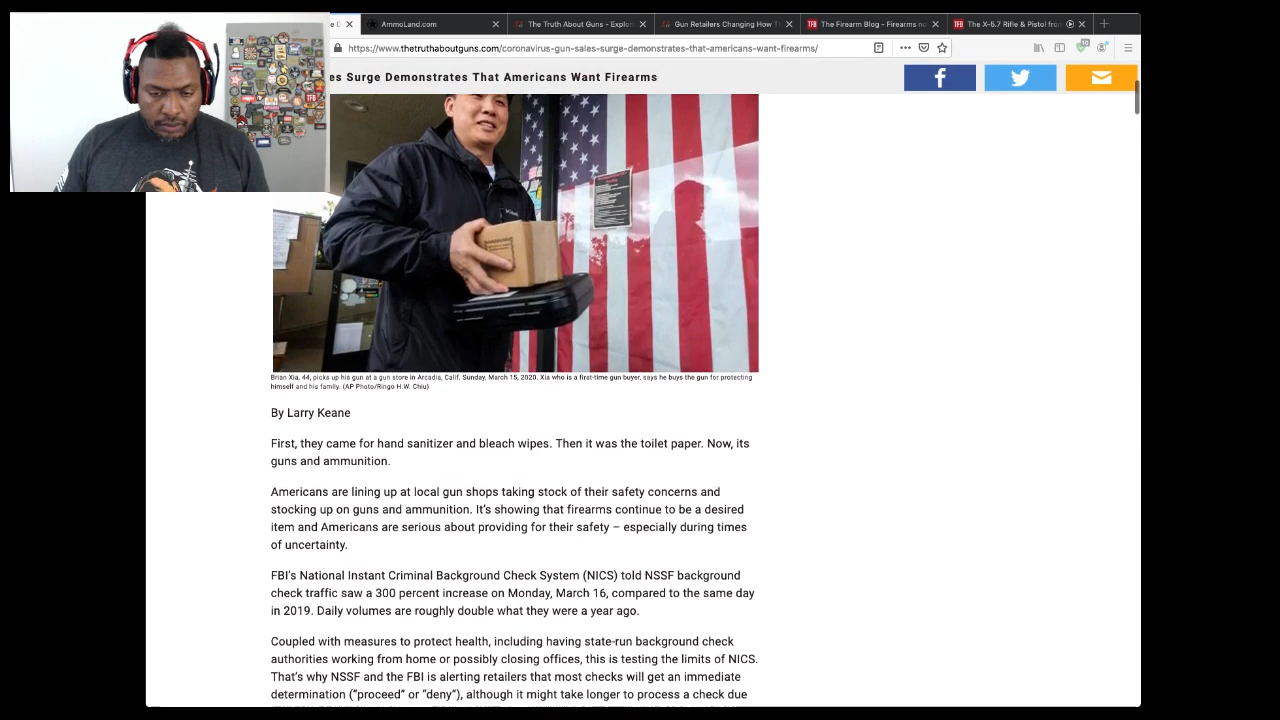 e D
AmmoLand.com
The Truth About Guns - Explor
Gun Retailers Changing How Th
The Firearm Blog - Firearms no
The X-5.7 Rifle & Pistol from
https://www.thetruthaboutguns.com/coronavirus-gun-sales-surge-demonstrates-that-americans-want-firearms/
es Surge Demonstrates That Americans Want Firearms
Brian Xia, 44, picks up his gun at a gun store in Arcadia, Calif. Sunday, March 15, 2020. Xia who is a first-time gun buyer, says he buys the gun for protecting
himself and his family. (AP Photo/Ringo H.W. Chiu)
By Larry Keane
First, they came for hand sanitizer and bleach wipes. Then it was the toilet paper. Now, its
guns and ammunition.
Americans are lining up at local gun shops taking stock of their safety concerns and
stocking up on guns and ammunition. It's showing that firearms continue to be a desired
item and Americans are serious about providing for their safety – especially during times
of uncertainty.
FBI's National Instant Criminal Background Check System (NICS) told NSSF background
check traffic saw a 300 percent increase on Monday, March 16, compared to the same day
in 2019. Daily volumes are roughly double what they were a year ago.
Coupled with measures to protect health, including having state-run background check
authorities working from home or possibly closing offices, this is testing the limits of NICS.
That's why NSSF and the FBI is alerting retailers that most checks will get an immediate
determination ("proceed" or "deny"), although it might take longer to process a check due